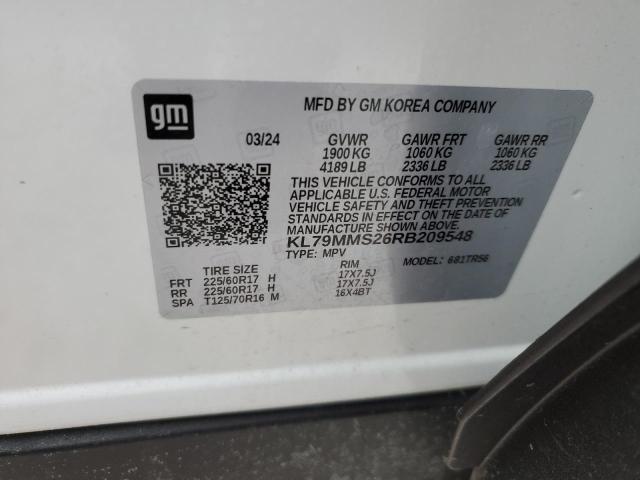 gm
MFD BY GM KOREA COMPANY
03/24 GVWR GAWR FRT GAWR RR
1900 KG 1060 KG 1060 KG
4189 LB 2336 LB 2336 LB
THIS VEHICLE CONFORMS TO ALL
APPLICABLE U.S. FEDERAL MOTOR
VEHICLE SAFETY AND THEFT PREVENTION
STANDARDS IN EFFECT ON THE DATE OF
MANUFACTURE SHOWN ABOVE.
KL79MMS26RB209548
TYPE: MPV MODEL: 681TR56
TIRE SIZE RIM
FRT 225/60R17 H 17X7.5J
RR 225/60R17 H 17X7.5J
SPA T125/70R16 M 16X4BT